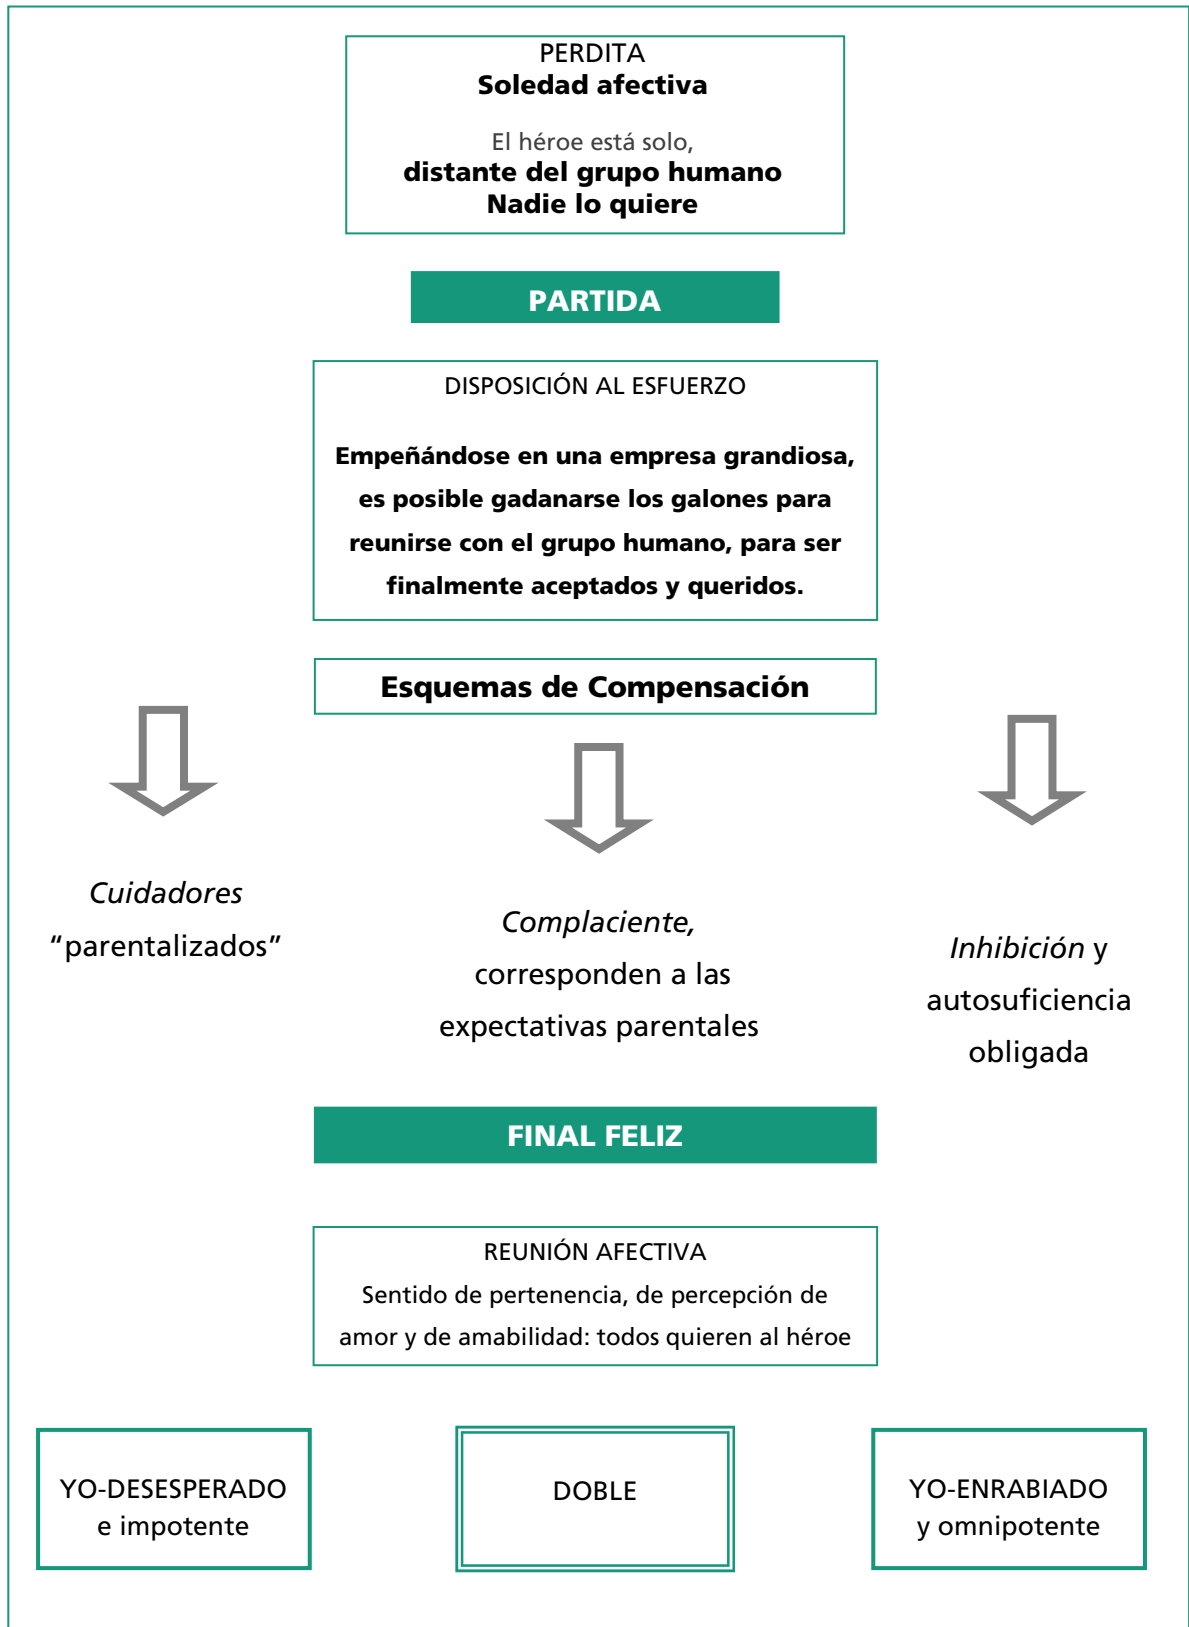 PERDITA
Soledad afectiva
El héroe está solo,
distante del grupo humano
Nadie lo quiere
PARTIDA
DISPOSICIÓN AL ESFUERZO
Empeñándose en una empresa grandiosa,
es posible gadanarse los galones para
reunirse con el grupo humano, para ser
finalmente aceptados y queridos.
Esquemas de Compensación
Cuidadores
“parentalizados”
Complaciente,
corresponden a las
expectativas parentales
Inhibición y
autosuficiencia
obligada
FINAL FELIZ
REUNIÓN AFECTIVA
Sentido de pertenencia, de percepción de
amor y de amabilidad: todos quieren al héroe
YO-DESESPERADO
e impotente
DOBLE
YO-ENRABIADO
y omnipotente